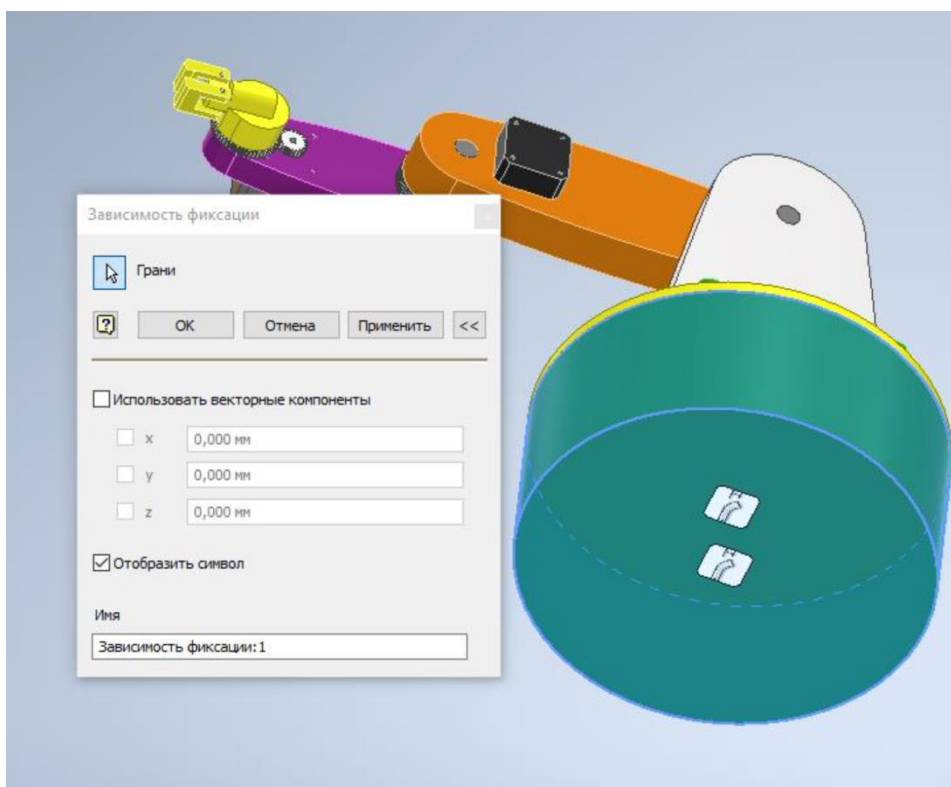 Зависимость фиксации
Грани
ОК Отмена Применить <<
Использовать векторные компоненты
x 0,000 мм
y 0,000 мм
z 0,000 мм
Отобразить символ
Имя
Зависимость фиксации:1